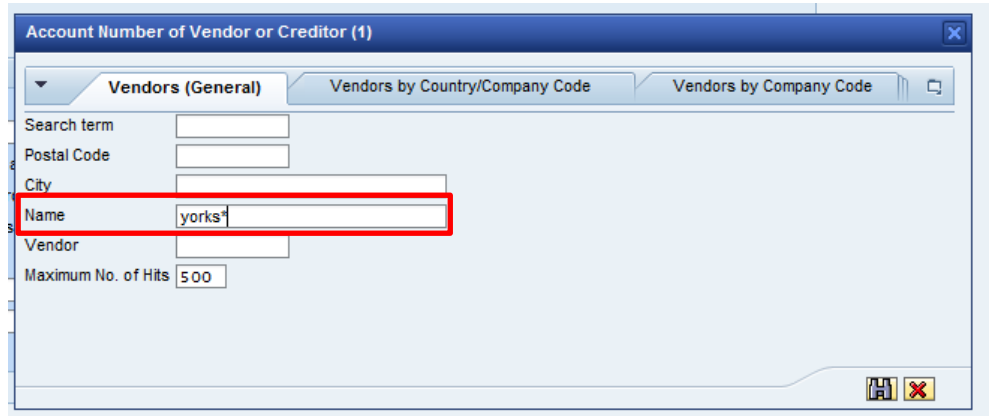 Account Number of Vendor or Creditor (1)
Vendors (General) Vendors by Country/Company Code Vendors by Company Code
Search term
Postal Code
City
Name yorks*
Vendor
Maximum No. of Hits 500